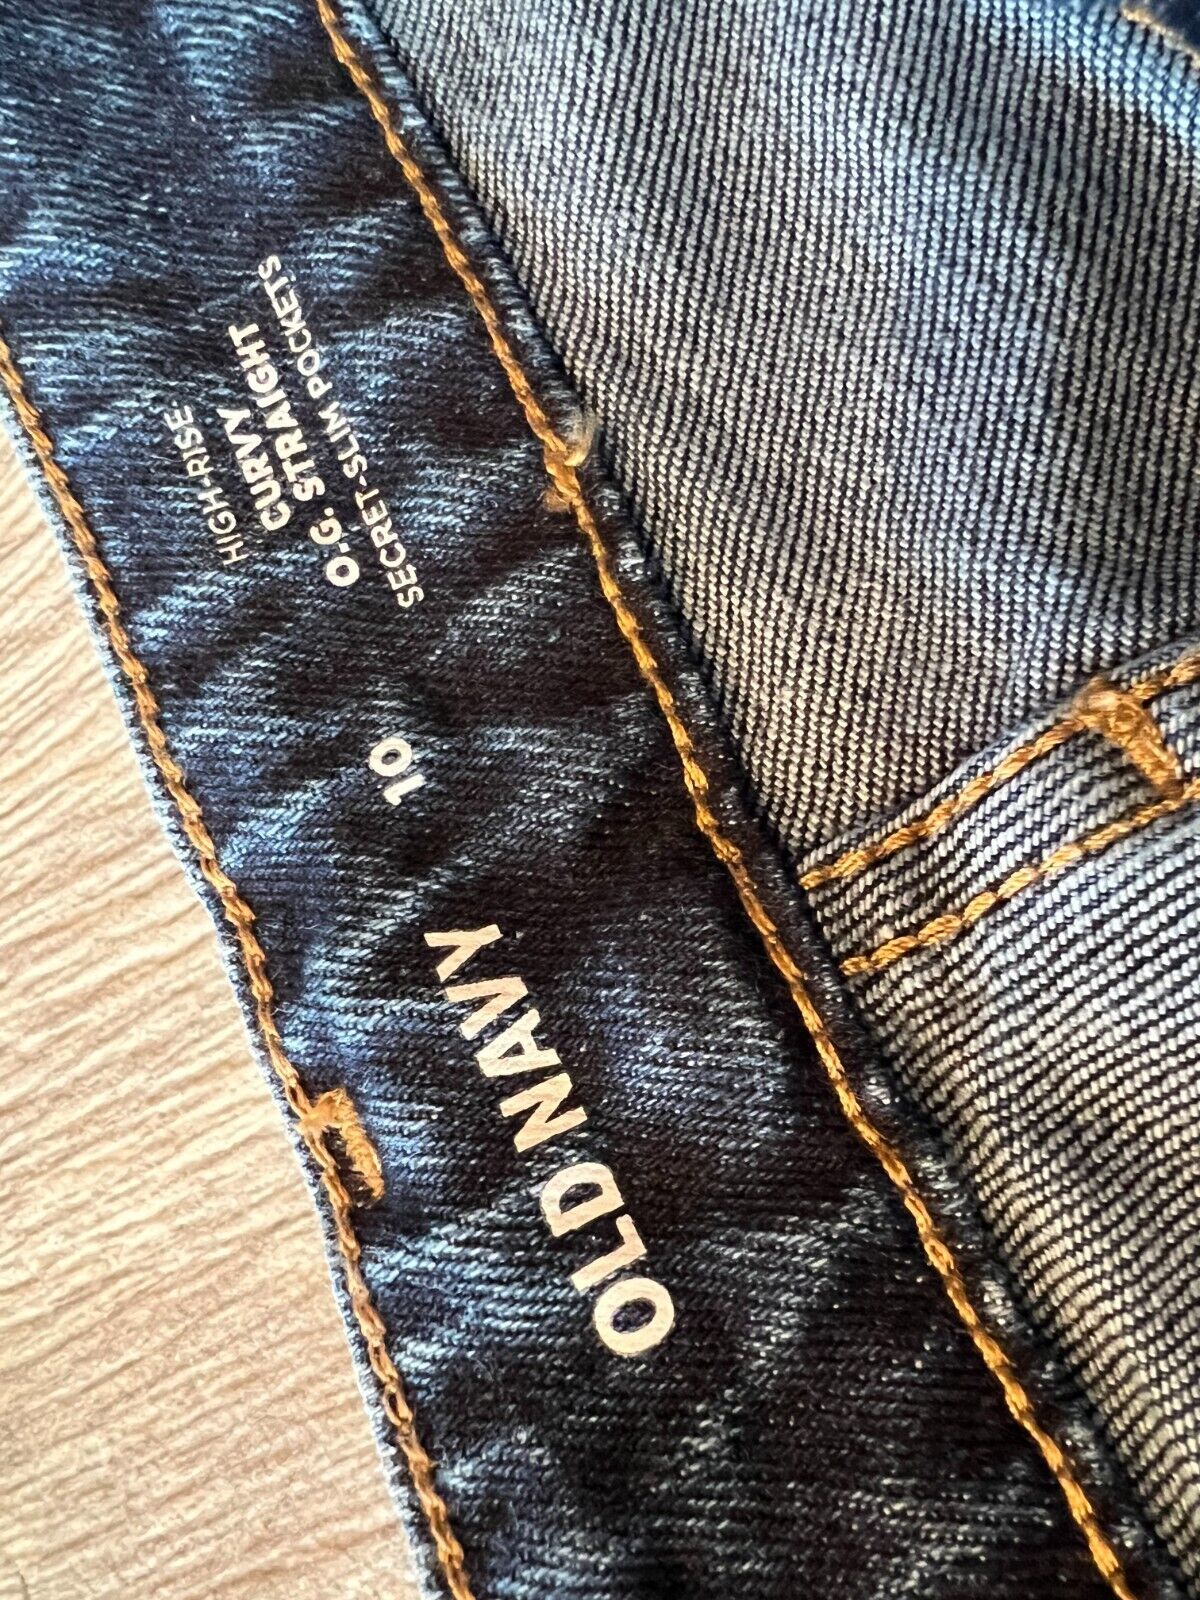 OLD NAVY
10
HIGH-RISE
CURVY
O.G. STRAIGHT
SECRET-SLIM POCKETS